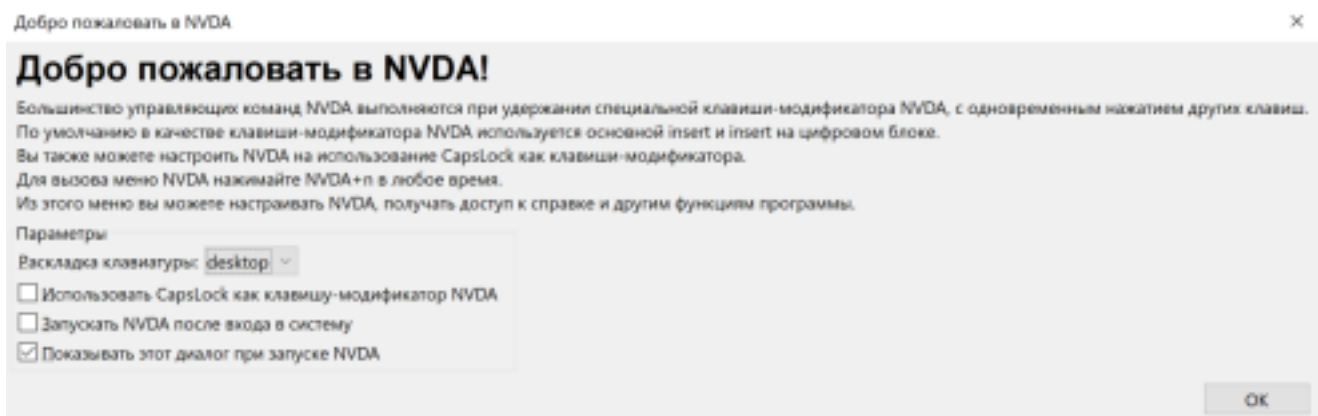 Добро пожаловать в NVDA
Добро пожаловать в NVDA!
Большинство управляющих команд NVDA выполняются при удержании специальной клавиши-модификатора NVDA, с одновременным нажатием других клавиш.
По умолчанию в качестве клавиши-модификатора NVDA используется основной insert и insert на цифровом блоке.
Вы также можете настроить NVDA на использование CapsLock как клавиши-модификатора.
Для вызова меню NVDA нажимайте NVDA+n в любое время.
Из этого меню вы можете настраивать NVDA, получать доступ к справке и другим функциям программы.
Параметры
Раскладка клавиатуры: desktop
Использовать CapsLock как клавишу-модификатор NVDA
Запускать NVDA после входа в систему
Показывать этот диалог при запуске NVDA
ОК